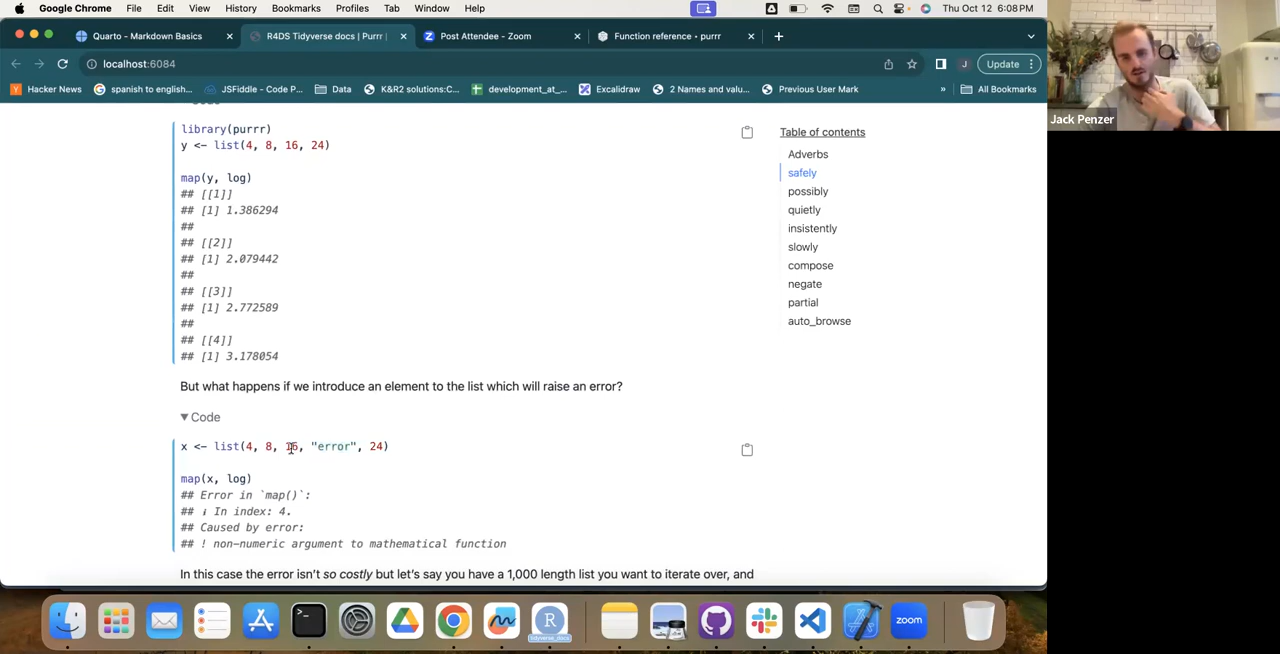 Google Chrome File Edit View History Bookmarks Profiles Tab Window Help Thu Oct 12 6:08 PM
Quarto - Markdown Basics R4DS Tidyverse docs | Purrr | Post Attendee - Zoom Function reference • purrr
localhost:6084 J Update
Hacker News spanish to english... JSFiddle - Code P... Data K&R2 solutions:C... development_at_... Excalidraw 2 Names and valu... Previous User Mark » All Bookmarks
Jack Penzer
library(purrr)
y <- list(4, 8, 16, 24)
map(y, log)
## [[1]]
## [1] 1.386294
##
## [[2]]
## [1] 2.079442
##
## [[3]]
## [1] 2.772589
##
## [[4]]
## [1] 3.178054
But what happens if we introduce an element to the list which will raise an error?
Code
x <- list(4, 8, 16, "error", 24)
map(x, log)
## Error in `map()`:
## ℹ In index: 4.
## Caused by error:
## ! non-numeric argument to mathematical function
In this case the error isn't so costly but let's say you have a 1,000 length list you want to iterate over, and
Table of contents
Adverbs
safely
possibly
quietly
insistently
slowly
compose
negate
partial
auto_browse
R
tidyverse_docs
zoom